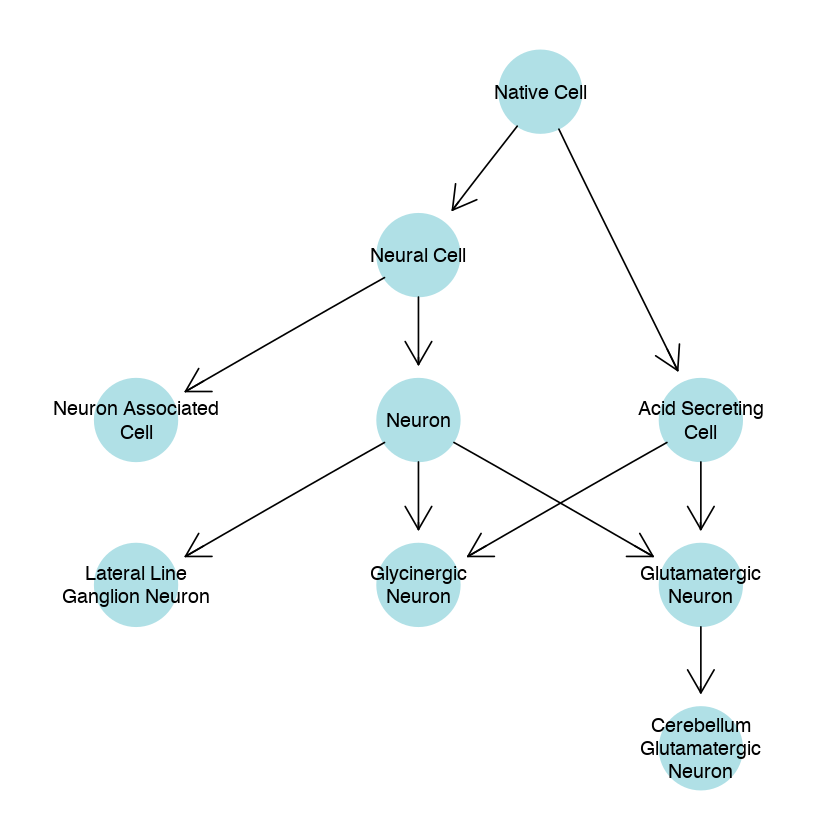 Native Cell
Neural Cell
Neuron Associated
Cell
Neuron
Acid Secreting
Cell
Lateral Line
Ganglion Neuron
Glycinergic
Neuron
Glutamatergic
Neuron
Cerebellum
Glutamatergic
Neuron